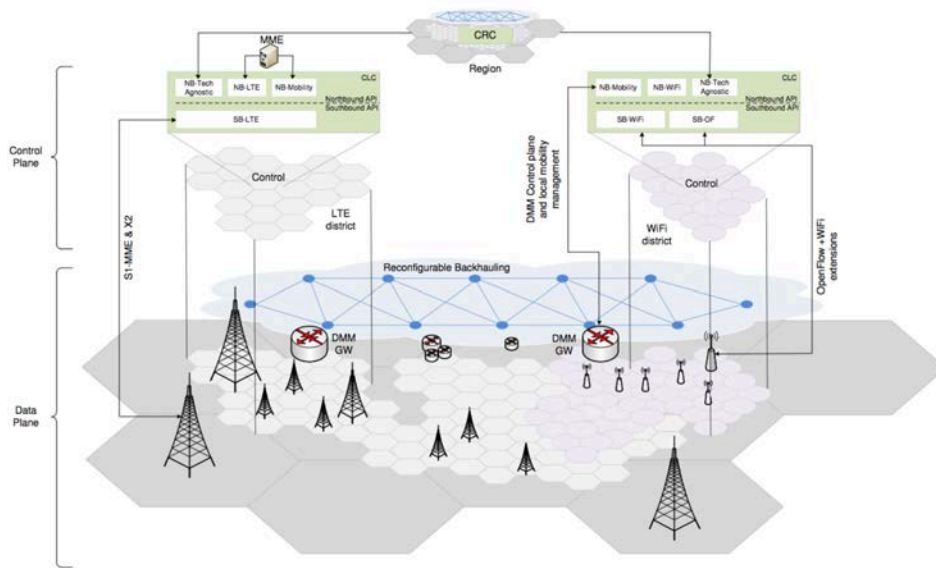 CRC
MME
Region
CLC
NB-Tech
Agnostic
NB-LTE
NB-Mobility
Northbound API
Southbound API
SB-LTE
CLC
NB-Mobility
NB-WiFi
NB-Tech
Agnostic
Northbound API
Southbound API
SB-WiFi
SB-OF
Control
Plane
Control
LTE
district
S1-MME & X2
DMM Control plane
and local mobility
management
Control
WiFi
district
OpenFlow +WiFi
extensions
Reconfigurable Backhauling
DMM
GW
DMM
GW
Data
Plane